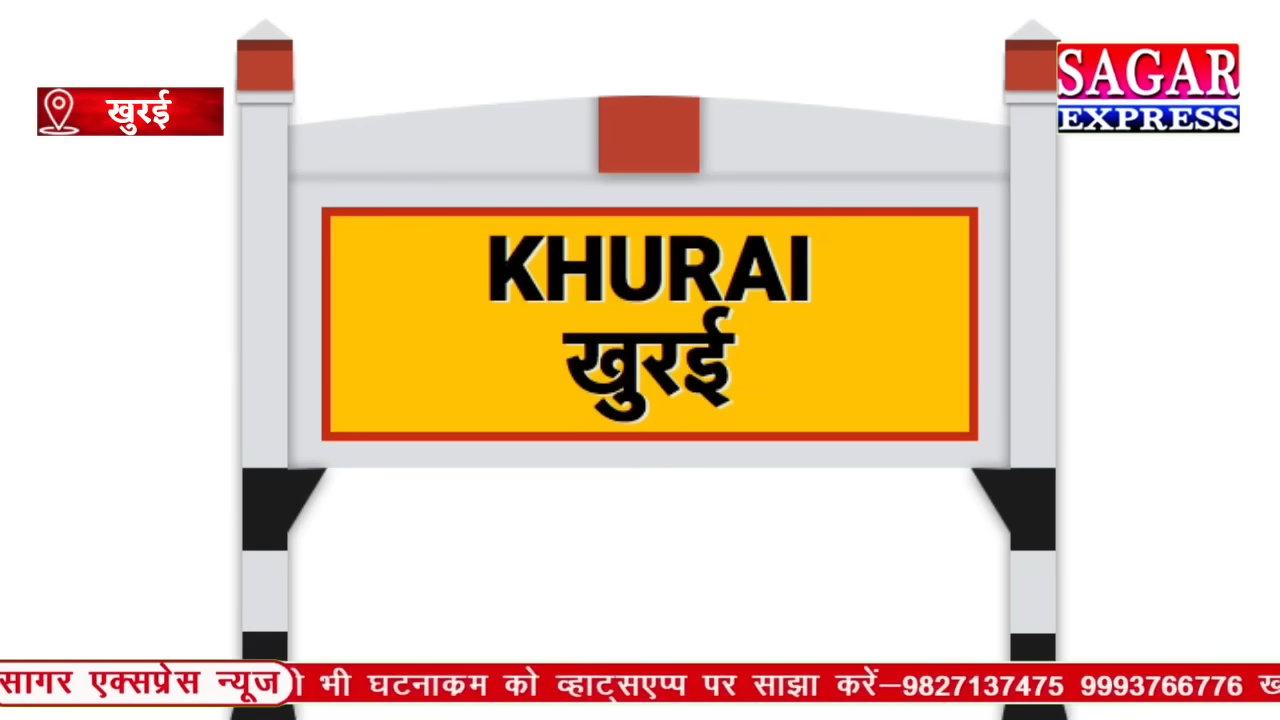 खुरई
SAGAR
EXPRESS
KHURAI
खुरई
सागर एक्सप्रेस न्यूज
भी घटनाक्रम को व्हाट्सएप्प पर साझा करें–9827137475 9993766776